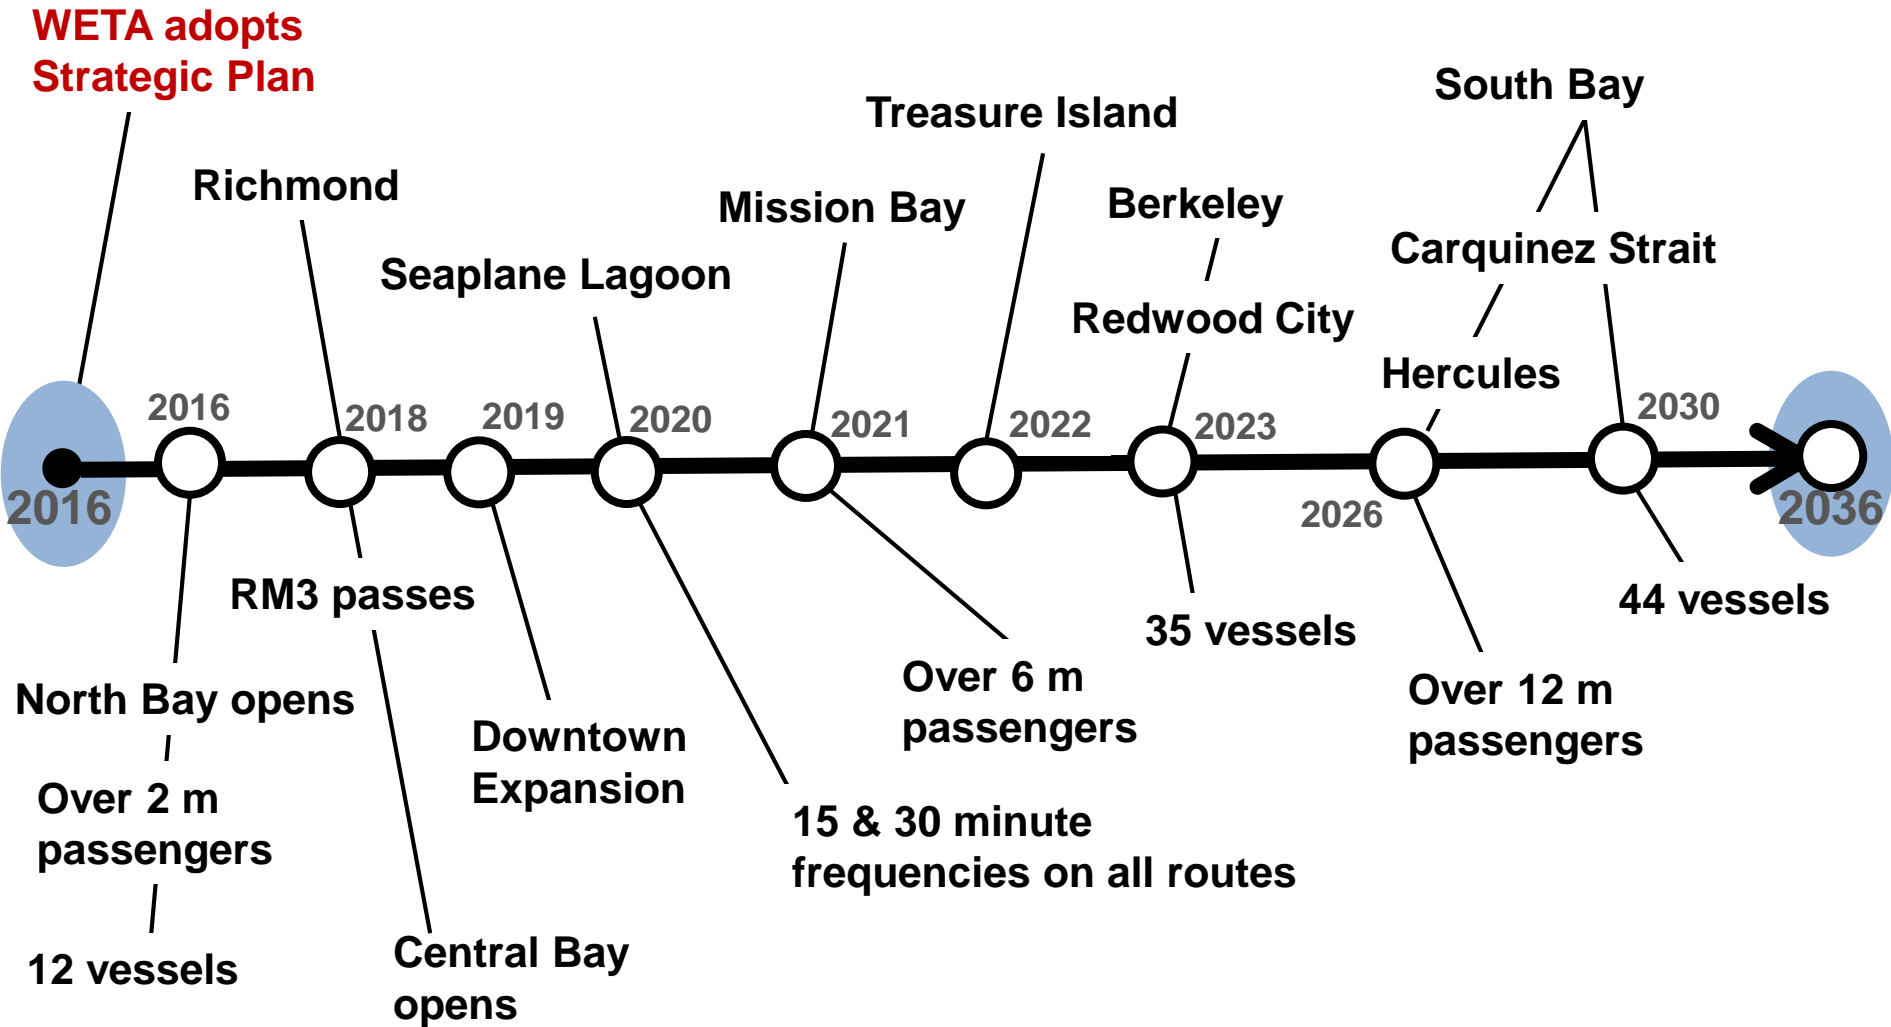 WETA adopts
Strategic Plan
South Bay
Treasure Island
Richmond
Mission Bay
Berkeley
Carquinez Strait
Seaplane Lagoon
Redwood City
Hercules
2016
2018
2019
2020
2021
2022
2023
2030
2016
2026
2036
RM3 passes
44 vessels
35 vessels
North Bay opens
Over 6 m
passengers
Over 12 m
passengers
Downtown
Expansion
Over 2 m
passengers
15 & 30 minute
frequencies on all routes
12 vessels
Central Bay
opens